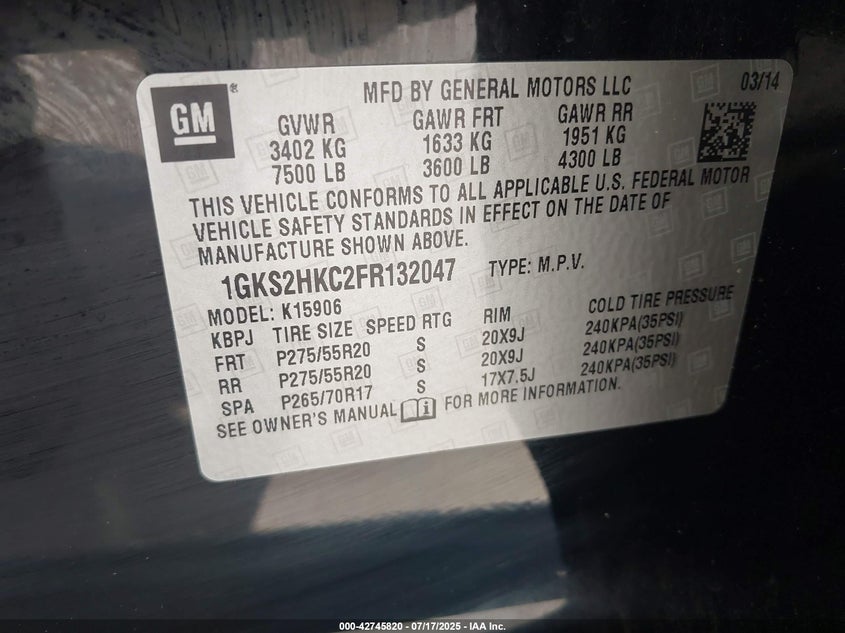 MFD BY GENERAL MOTORS LLC 03/14
GM
GVWR GAWR FRT GAWR RR
3402 KG 1633 KG 1951 KG
7500 LB 3600 LB 4300 LB
THIS VEHICLE CONFORMS TO ALL APPLICABLE U.S. FEDERAL MOTOR
VEHICLE SAFETY STANDARDS IN EFFECT ON THE DATE OF
MANUFACTURE SHOWN ABOVE.
1GKS2HKC2FR132047 TYPE: M.P.V.
MODEL: K15906
KBPJ TIRE SIZE SPEED RTG RIM COLD TIRE PRESSURE
FRT P275/55R20 S 20X9J 240KPA(35PSI)
RR P275/55R20 S 20X9J 240KPA(35PSI)
SPA P265/70R17 S 17X7.5J 240KPA(35PSI)
SEE OWNER'S MANUAL FOR MORE INFORMATION.
000-42745820 / 07/17/2025 - IAA Inc.